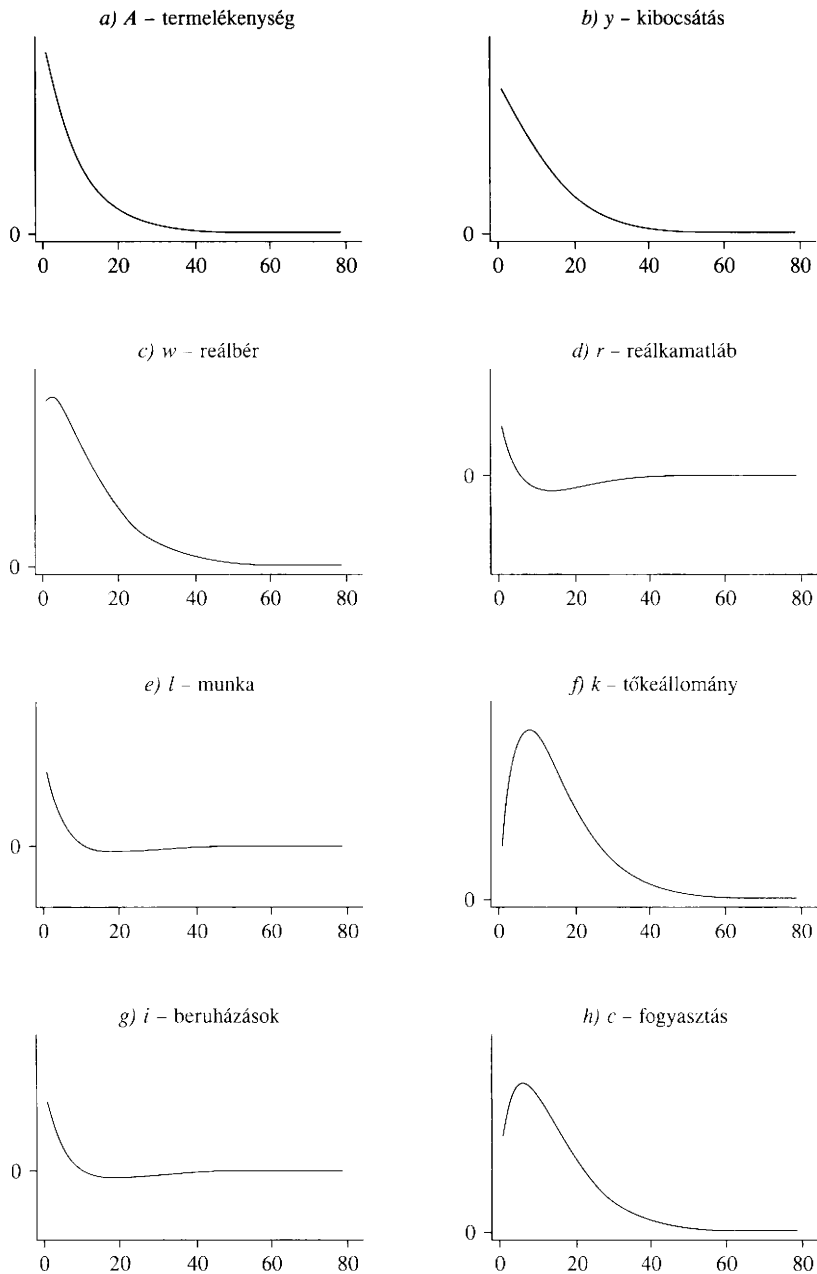 a) A – termelékenység
b) y – kibocsátás
0
0 20 40 60 80
0
0 20 40 60 80
c) w – reálbér
d) r – reálkamatláb
0
0 20 40 60 80
0
0 20 40 60 80
e) l – munka
f) k – tőkeállomány
0
0 20 40 60 80
0
0 20 40 60 80
g) i – beruházások
h) c – fogyasztás
0
0 20 40 60 80
0
0 20 40 60 80